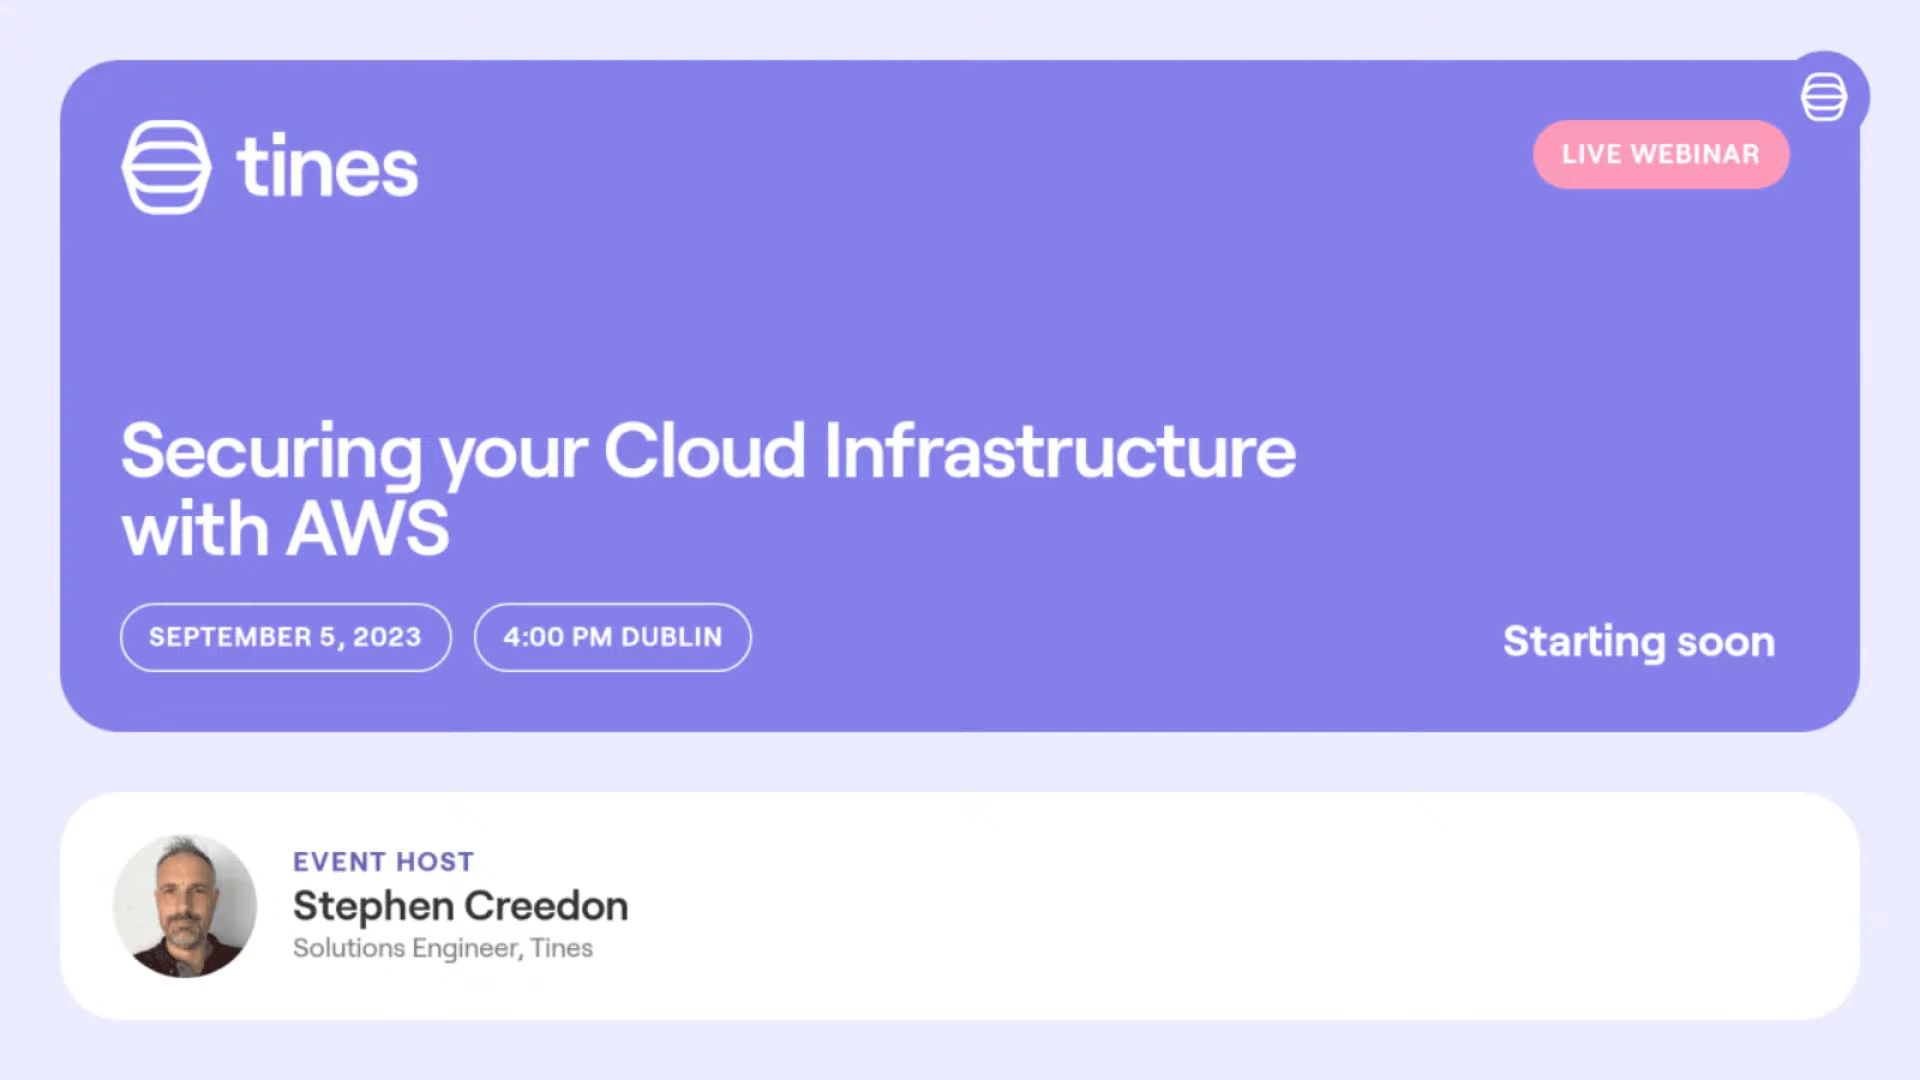 tines
LIVE WEBINAR
Securing your Cloud Infrastructure
with AWS
SEPTEMBER 5, 2023
4:00 PM DUBLIN
Starting soon
EVENT HOST
Stephen Creedon
Solutions Engineer, Tines